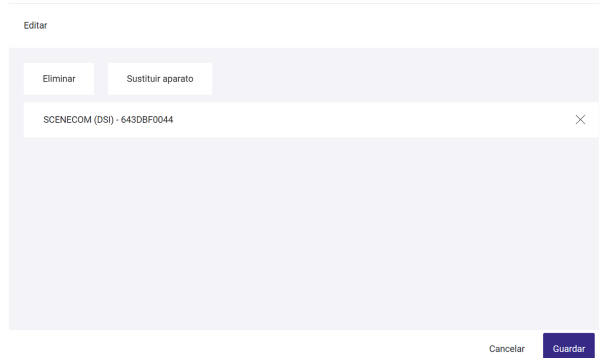 Editar
Eliminar Sustituir aparato
SCENECOM (DSI) - 643DBF0044
Cancelar Guardar